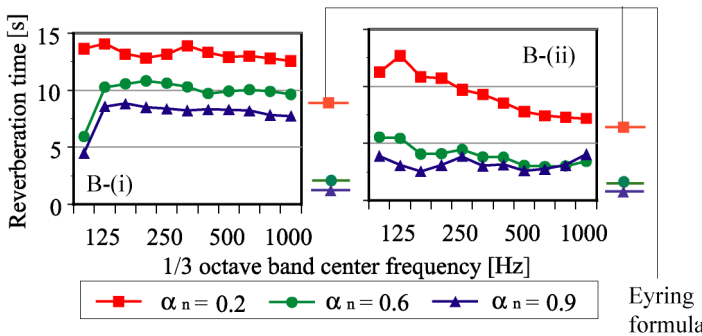 Reverberation time [s]
15
10
5
0
B-(i)
B-(ii)
125 250 500 1000
125 250 500 1000
1/3 octave band center frequency [Hz]
α n = 0.2
α n = 0.6
α n = 0.9
Eyring
formula